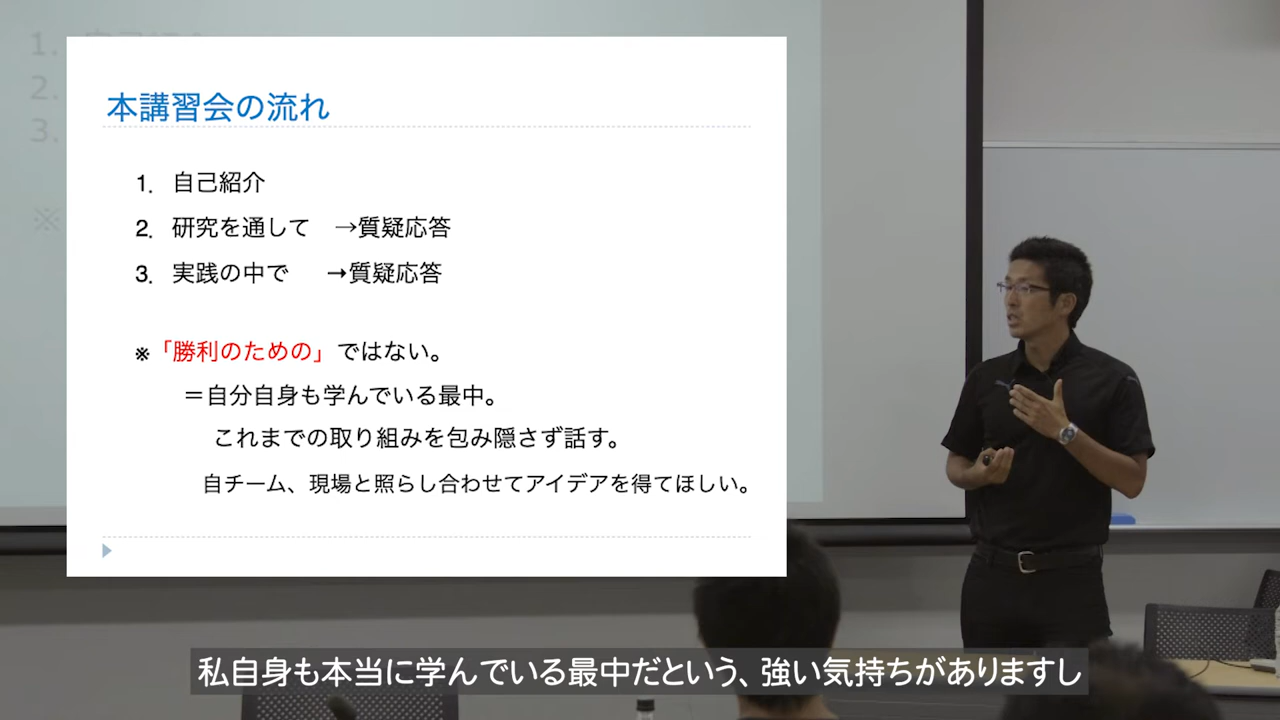 本講習会の流れ
1. 自己紹介
2. 研究を通して →質疑応答
3. 実践の中で →質疑応答
※「勝利のための」ではない。
＝自分自身も学んでいる最中。
これまでの取り組みを包み隠さず話す。
自チーム、現場と照らし合わせてアイデアを得てほしい。
1.
2.
3.
※
私自身も本当に学んでいる最中だという、強い気持ちがありますし